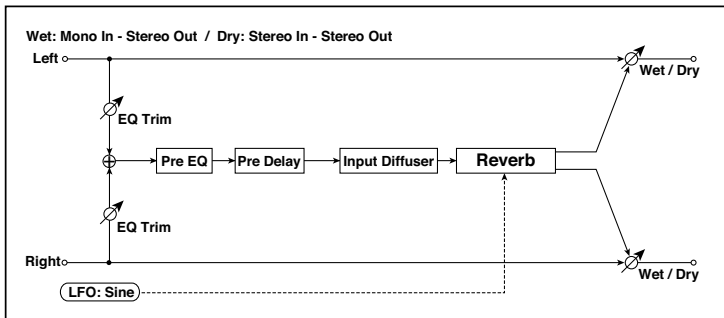 Wet: Mono In - Stereo Out / Dry: Stereo In - Stereo Out
Left
Wet / Dry
EQ Trim
Pre EQ
Pre Delay
Input Diffuser
Reverb
EQ Trim
Right
Wet / Dry
LFO: Sine